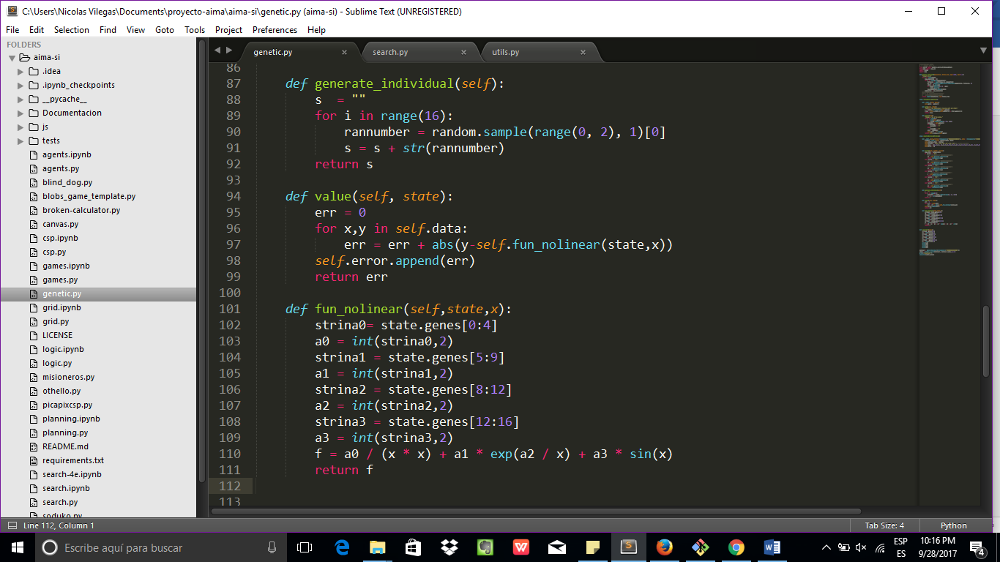 C:\Users\Nicolas Vilegas\Documents\proyecto-aima\aima-si\genetic.py (aima-si) - Sublime Text (UNREGISTERED)
File Edit Selection Find View Goto Tools Project Preferences Help
FOLDERS
aima-si
.idea
.ipynb_checkpoints
__pycache__
Documentacion
js
tests
agents.ipynb
agents.py
blind_dog.py
blobs_game_template.py
broken-calculator.py
canvas.py
csp.ipynb
csp.py
games.ipynb
games.py
genetic.py
grid.ipynb
grid.py
LICENSE
logic.ipynb
logic.py
misioneros.py
othello.py
picapixcsp.py
planning.ipynb
planning.py
README.md
requirements.txt
search-4e.ipynb
search.ipynb
search.py
soduko.py
genetic.py × search.py × utils.py ×
86
87     def generate_individual(self):
88         s  = ""
89         for i in range(16):
90             rannumber = random.sample(range(0, 2), 1)[0]
91             s = s + str(rannumber)
92         return s
93
94     def value(self, state):
95         err = 0
96         for x,y in self.data:
97             err = err + abs(y-self.fun_nolinear(state,x))
98         self.error.append(err)
99         return err
100
101     def fun_nolinear(self,state,x):
102         strina0= state.genes[0:4]
103         a0 = int(strina0,2)
104         strina1 = state.genes[5:9]
105         a1 = int(strina1,2)
106         strina2 = state.genes[8:12]
107         a2 = int(strina2,2)
108         strina3 = state.genes[12:16]
109         a3 = int(strina3,2)
110         f = a0 / (x * x) + a1 * exp(a2 / x) + a3 * sin(x)
111         return f
112
113
Line 112, Column 1 Tab Size: 4 Python
Escribe aquí para buscar
ESP
ES
10:16 PM
9/28/2017
4